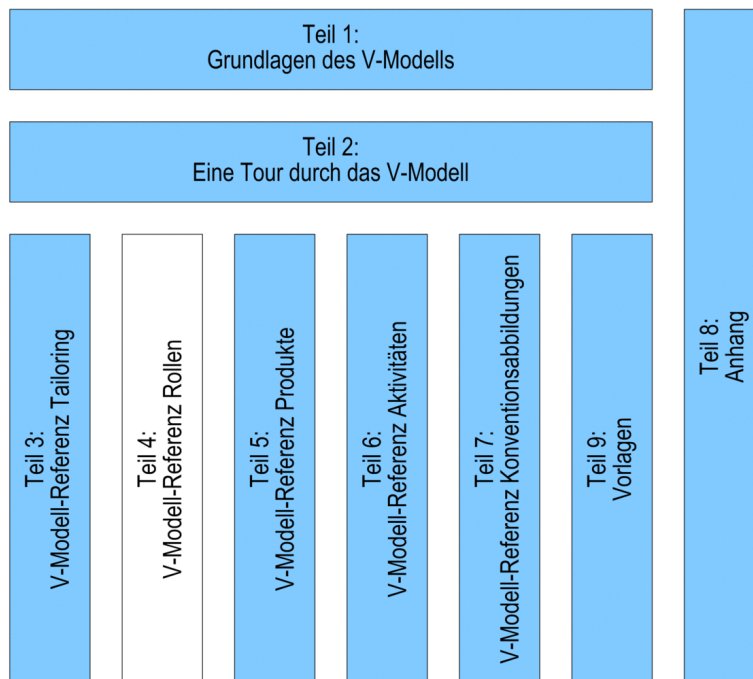 Teil 1:
Grundlagen des V-Modells
Teil 2:
Eine Tour durch das V-Modell
Teil 3:
V-Modell-Referenz Tailoring
Teil 4:
V-Modell-Referenz Rollen
Teil 5:
V-Modell-Referenz Produkte
Teil 6:
V-Modell-Referenz Aktivitäten
Teil 7:
V-Modell-Referenz Konventionsabbildungen
Teil 9:
Vorlagen
Teil 8:
Anhang